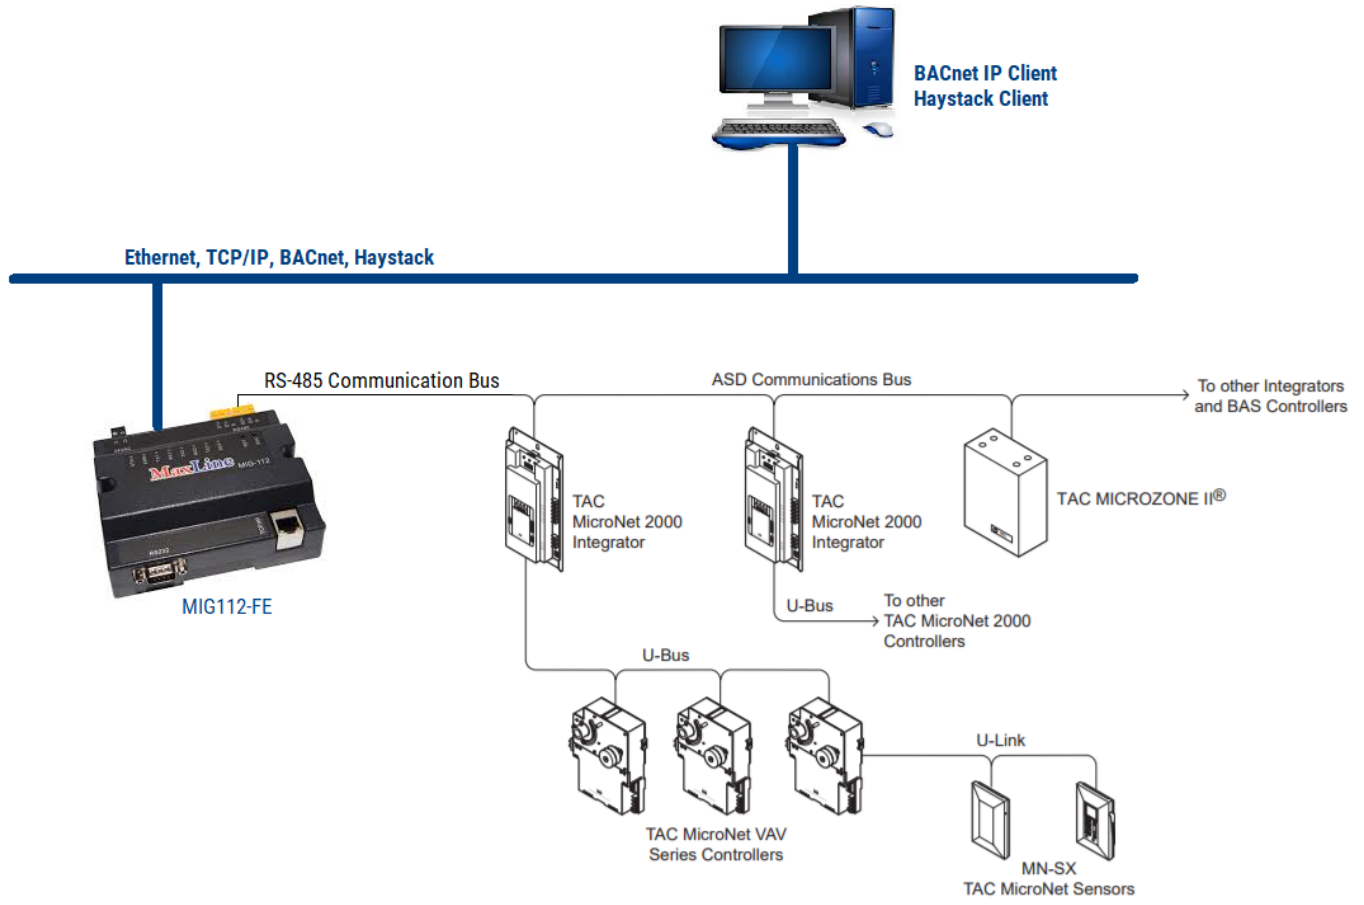 BACnet IP Client
Haystack Client
Ethernet, TCP/IP, BACnet, Haystack
RS-485 Communication Bus
ASD Communications Bus
To other Integrators
and BAS Controllers
MaxLine MIG-112
RS232
MIG112-FE
TAC
MicroNet 2000
Integrator
TAC
MicroNet 2000
Integrator
TAC MICROZONE II®
U-Bus
To other
TAC MicroNet 2000
Controllers
U-Bus
U-Link
TAC MicroNet VAV
Series Controllers
MN-SX
TAC MicroNet Sensors